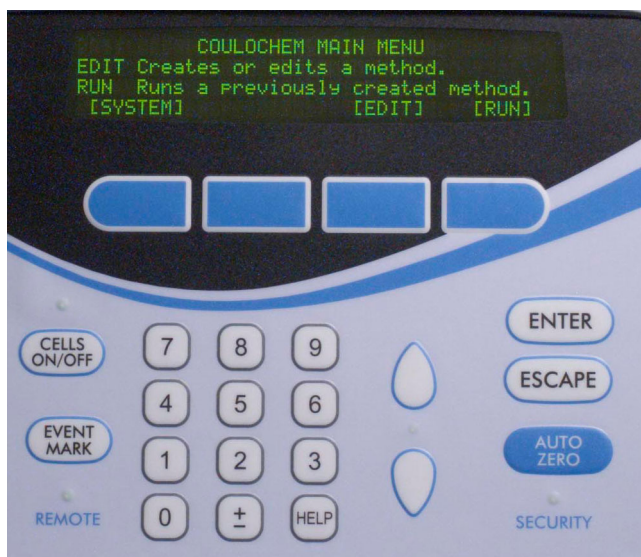 COULOCHEM MAIN MENU
EDIT Creates or edits a method.
RUN Runs a previously created method.
[SYSTEM] [EDIT] [RUN]
CELLS
ON/OFF
7 8 9
ENTER
4 5 6
ESCAPE
EVENT
MARK
1 2 3
AUTO
ZERO
REMOTE
0 ± HELP
SECURITY